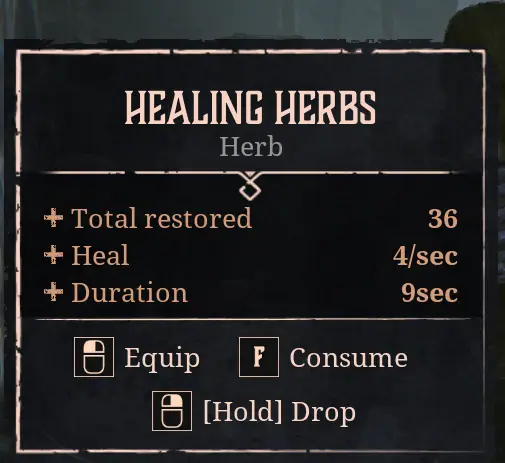 HEALING HERBS
Herb
Total restored 36
Heal 4/sec
Duration 9sec
Equip F Consume
[Hold] Drop